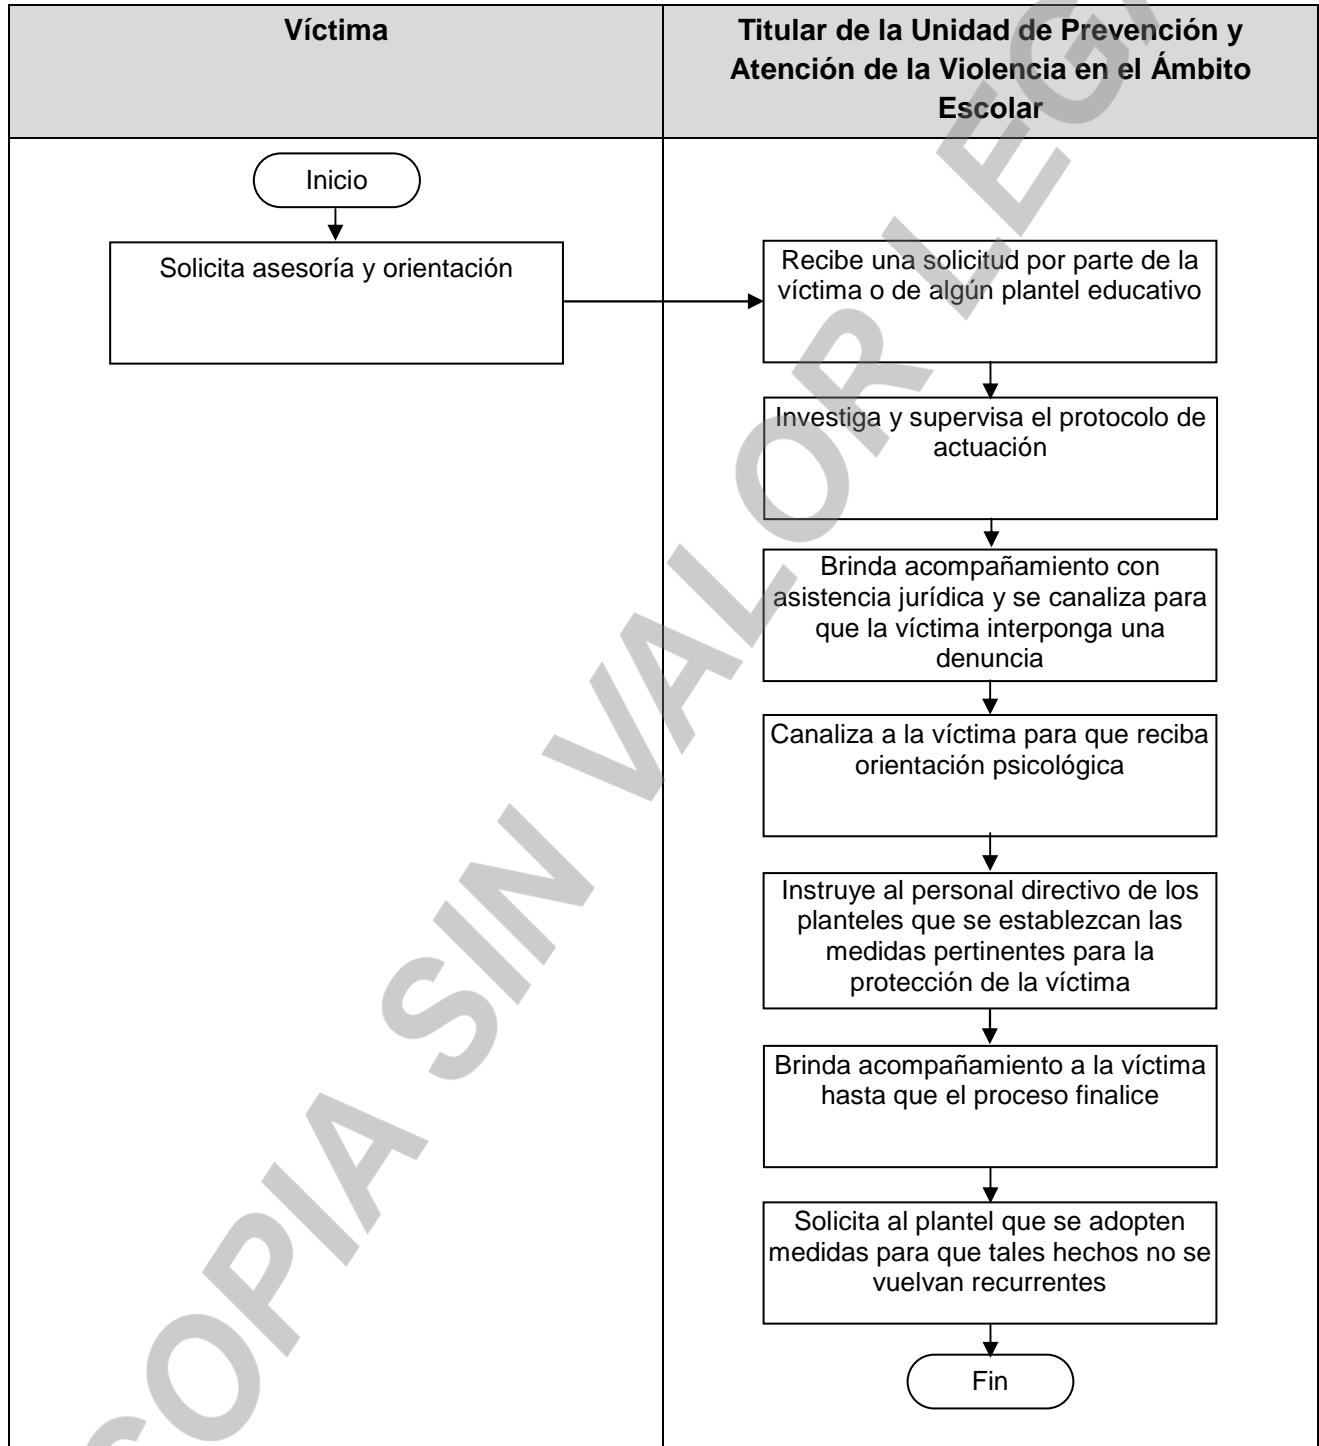 Víctima
Titular de la Unidad de Prevención y
Atención de la Violencia en el Ámbito
Escolar
Inicio
Solicita asesoría y orientación
Recibe una solicitud por parte de la
víctima o de algún plantel educativo
Investiga y supervisa el protocolo de
actuación
Brinda acompañamiento con
asistencia jurídica y se canaliza para
que la víctima interponga una
denuncia
Canaliza a la víctima para que reciba
orientación psicológica
Instruye al personal directivo de los
planteles que se establezcan las
medidas pertinentes para la
protección de la víctima
Brinda acompañamiento a la víctima
hasta que el proceso finalice
Solicita al plantel que se adopten
medidas para que tales hechos no se
vuelvan recurrentes
Fin
COPIA SIN VALOR LEGA